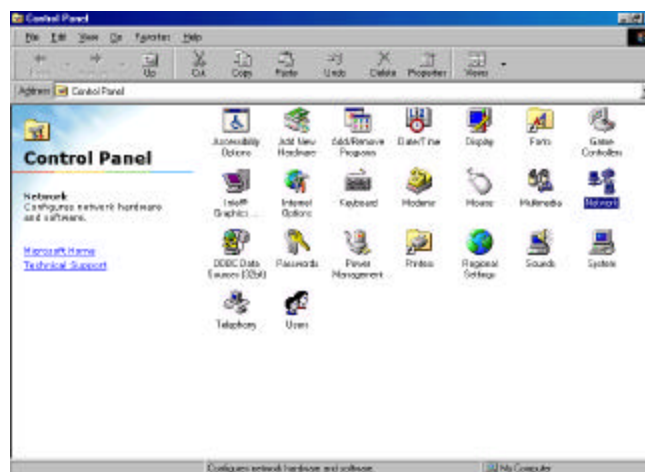 Control Panel
File Edit View Go Favorites Help
Up Cut Copy Paste Undo Delete Properties Views
Address Control Panel
Control Panel
Network
Configures network hardware
and software.
Microsoft Home
Technical Support
Accessibility
Options
Add New
Hardware
Add/Remove
Programs
Date/Time
Display
Fonts
Game
Controllers
Intel®
Graphics ...
Internet
Options
Keyboard
Modems
Mouse
Multimedia
Network
ODBC Data
Sources (32bit)
Passwords
Power
Management
Printers
Regional
Settings
Sounds
System
Telephony
Users
Configures network hardware and software.
My Computer